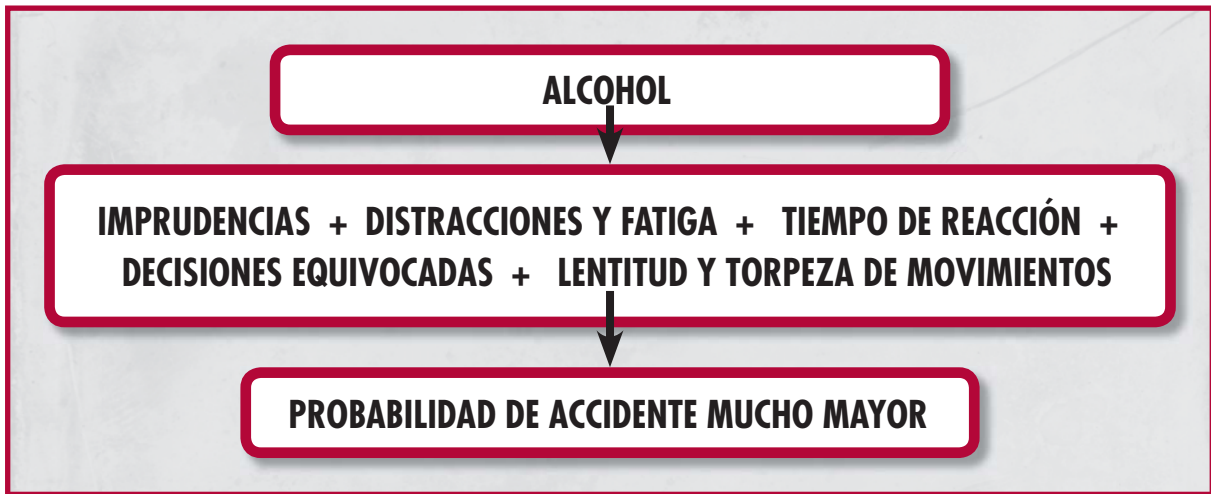 ALCOHOL
IMPRUDENCIAS + DISTRACCIONES Y FATIGA + TIEMPO DE REACCIÓN +
DECISIONES EQUIVOCADAS + LENTITUD Y TORPEZA DE MOVIMIENTOS
PROBABILIDAD DE ACCIDENTE MUCHO MAYOR